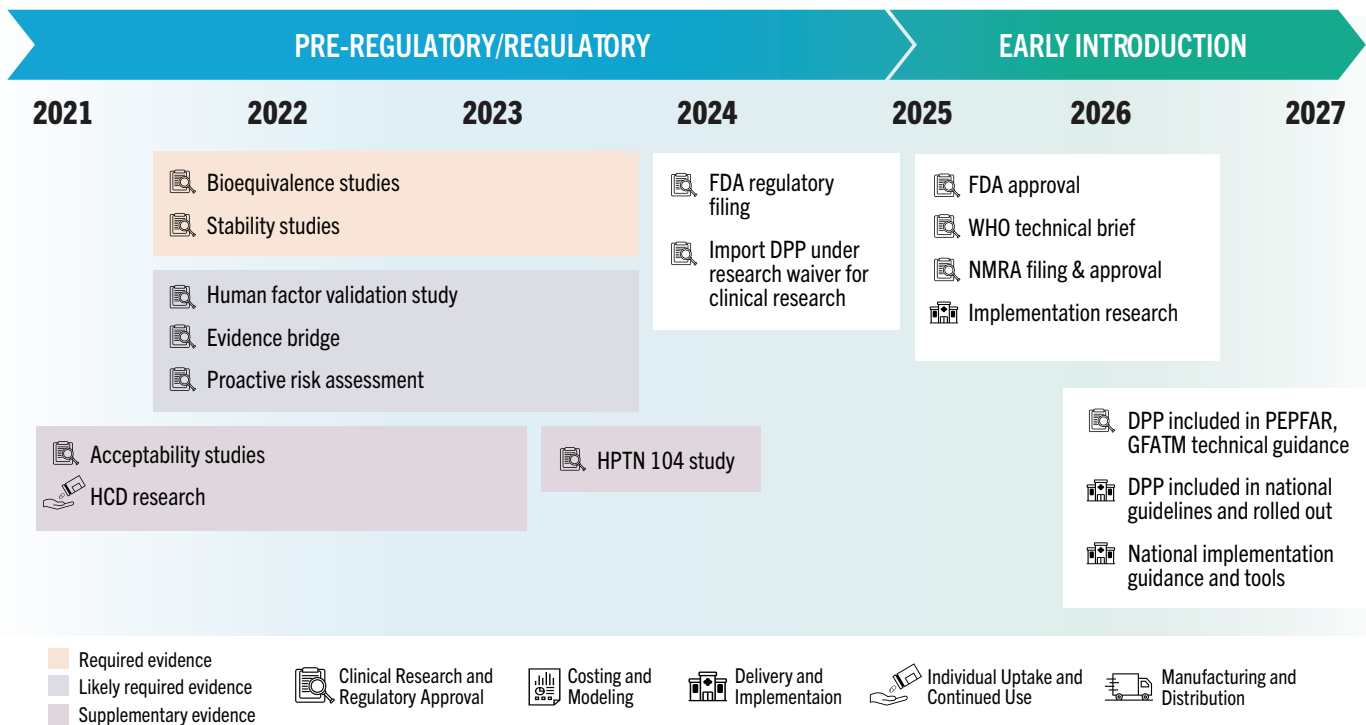 PRE-REGULATORY/REGULATORY
EARLY INTRODUCTION
2021
2022
2023
2024
2025
2026
2027
Bioequivalence studies
Stability studies
Human factor validation study
Evidence bridge
Proactive risk assessment
Acceptability studies
HCD research
HPTN 104 study
FDA regulatory
filing
Import DPP under
research waiver for
clinical research
FDA approval
WHO technical brief
NMRA filing & approval
Implementation research
DPP included in PEPFAR,
GFATM technical guidance
DPP included in national
guidelines and rolled out
National implementation
guidance and tools
Required evidence
Likely required evidence
Supplementary evidence
Clinical Research and
Regulatory Approval
Costing and
Modeling
Delivery and
Implementaion
Individual Uptake and
Continued Use
Manufacturing and
Distribution